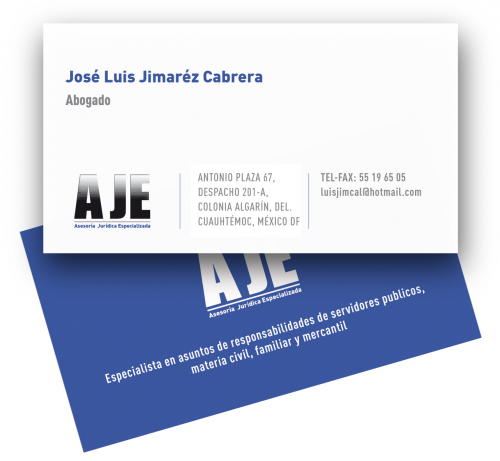 José Luis Jimaréz Cabrera
Abogado
AJE
Asesoría Jurídica Especializada
ANTONIO PLAZA 67,
DESPACHO 201-A,
COLONIA ALGARÍN, DEL.
CUAUHTÉMOC, MÉXICO DF
TEL-FAX: 55 19 65 05
luisjimcal@hotmail.com
AJE
Asesoría Jurídica Especializada
Especialista en asuntos de responsabilidades de servidores publicos,
materia civil, familiar y mercantil